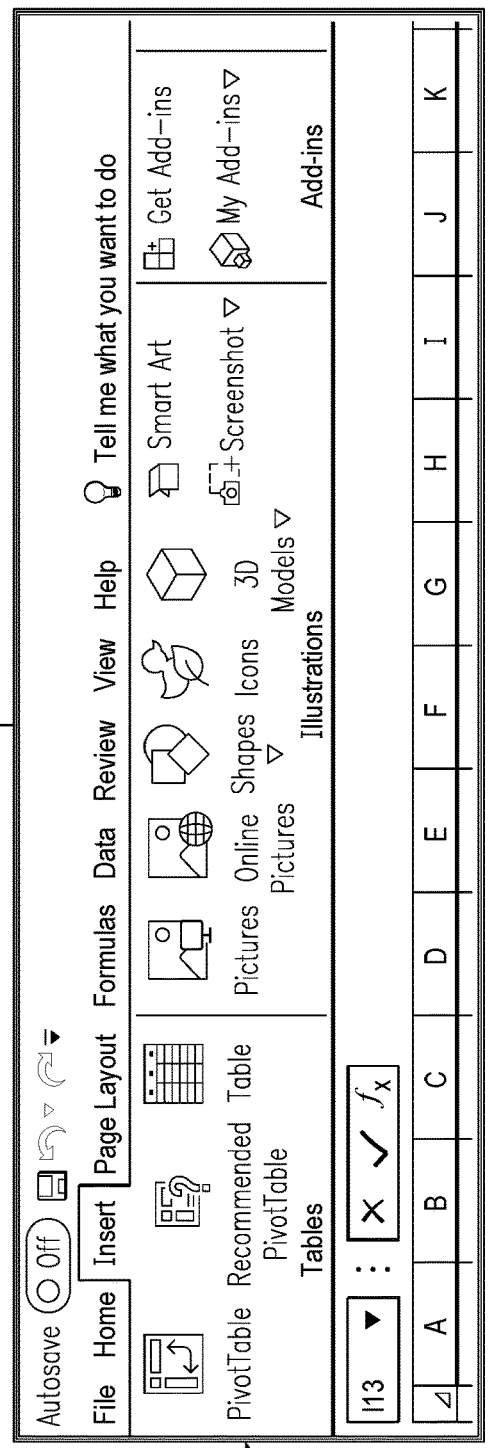 Autosave Off
File Home Insert Page Layout Formulas Data Review View Help Tell me what you want to do
PivotTable Recommended PivotTable Table
Tables
Pictures Online Pictures Shapes Icons 3D Models Smart Art +Screenshot
Illustrations
Get Add-ins
My Add-ins
Add-ins
I13 fx
A B C D E F G H I J K